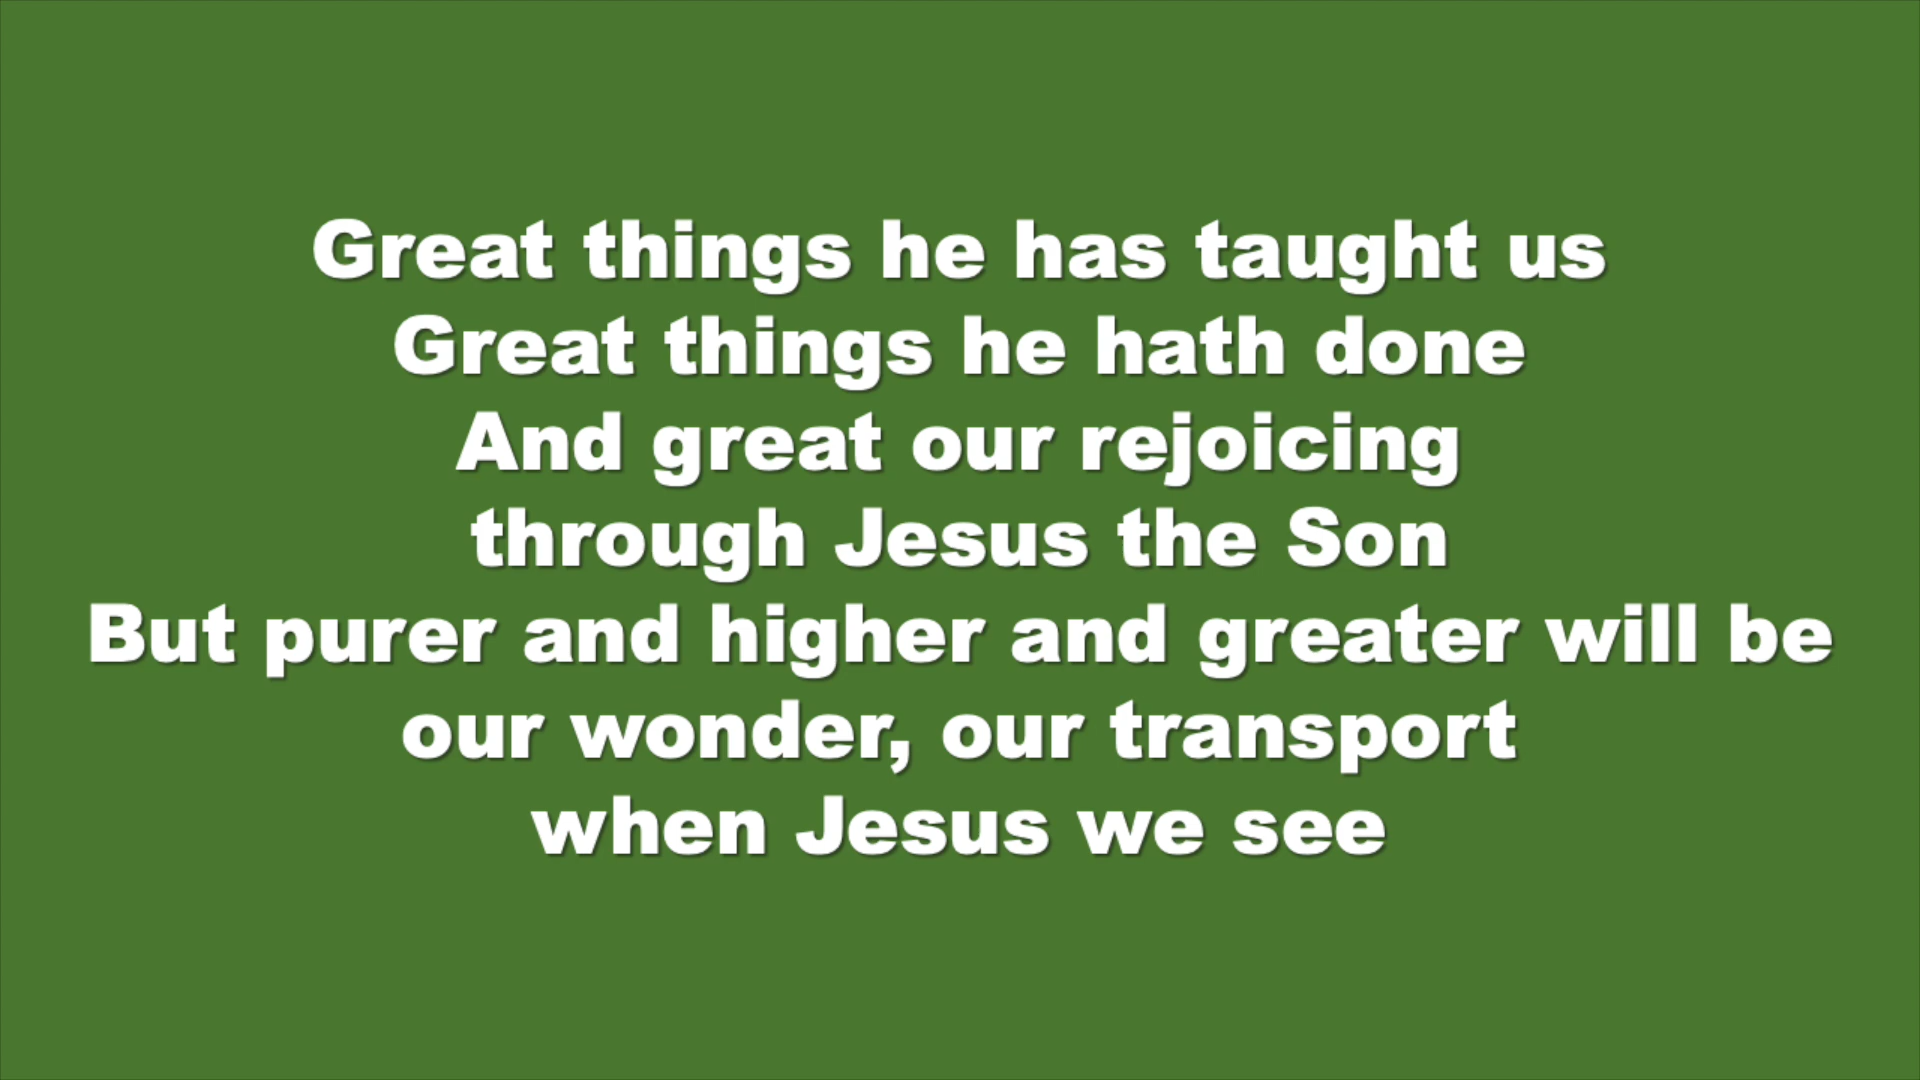 Great things he has taught us
Great things he hath done
And great our rejoicing
through Jesus the Son
But purer and higher and greater will be
our wonder, our transport
when Jesus we see